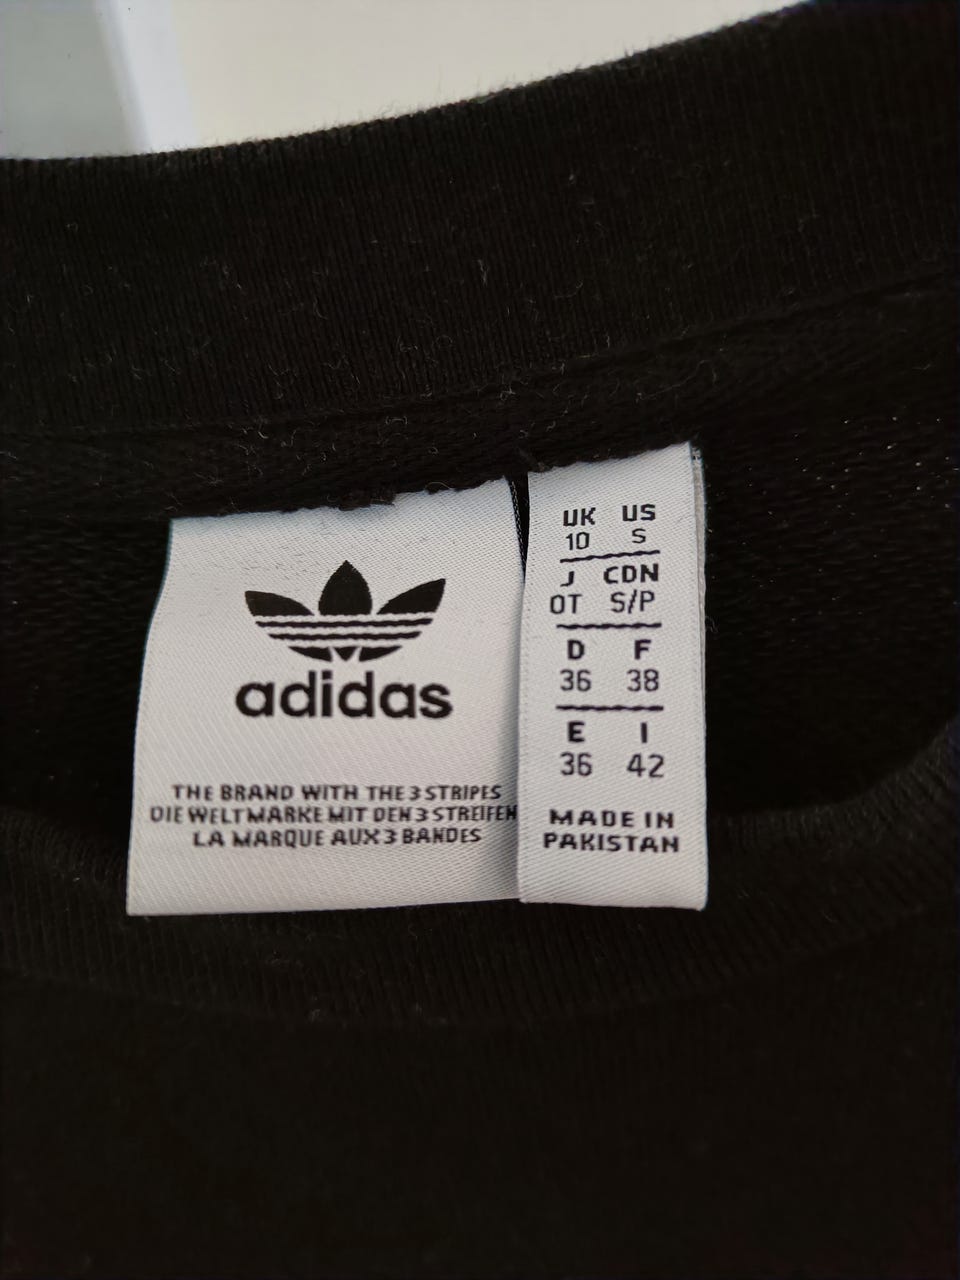 adidas
THE BRAND WITH THE 3 STRIPES
DIE WELTMARKE MIT DEN 3 STREIFEN
LA MARQUE AUX 3 BANDES
UK US
10 S
J CDN
OT S/P
D F
36 38
E I
36 42
MADE IN
PAKISTAN